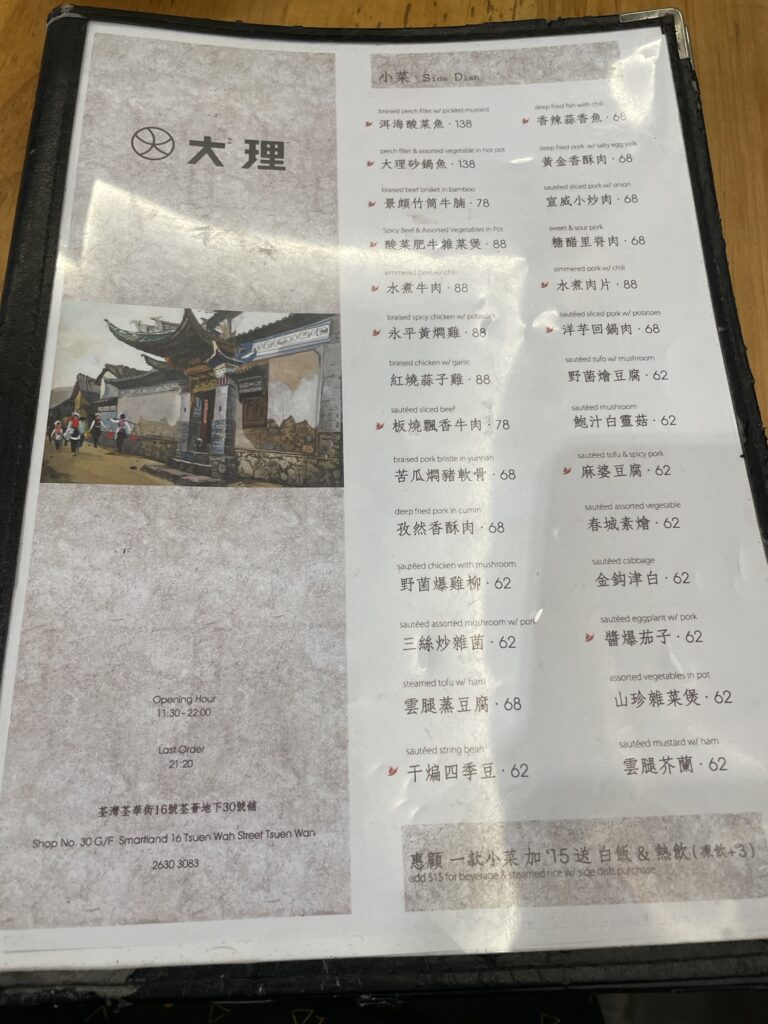 大理
Opening Hour
11:30 - 22:00
Last Order
21:20
荃灣荃華街16號荃薈地下30號舖
Shop No 30 G/F Smartland 16 Tsuen Wah Street Tsuen Wan
2630 3083
小菜 · Side Dish
braised perch fillet w/ pickled mustard
洱海酸菜魚 · 138
perch fillet & assorted vegetable in hot pot
大理砂鍋魚 · 138
braised beef brisket in bamboo
景頗竹筒牛腩 · 78
Spicy Beef & Assorted Vegetables in Pot
酸菜肥牛雜菜煲 · 88
simmered beef w/ chili
水煮牛肉 · 88
braised spicy chicken w/ potatoes
永平黃燜雞 · 88
braised chicken w/ garlic
紅燒蒜子雞 · 88
sautéed sliced beef
板燒飄香牛肉 · 78
braised pork bristle in yunnan
苦瓜燜豬軟骨 · 68
deep fried pork in cumin
孜然香酥肉 · 68
sautéed chicken with mushroom
野菌爆雞柳 · 62
sautéed assorted mushroom w/ pork
三絲炒雜菌 · 62
steamed tofu w/ ham
雲腿蒸豆腐 · 68
sautéed string bean
干煸四季豆 · 62
deep fried fish with chili
香辣蒜香魚 · 68
deep fried pork w/ salty egg yolk
黃金香酥肉 · 68
sautéed sliced pork w/ onion
宣威小炒肉 · 68
sweet & sour pork
糖醋里脊肉 · 68
simmered pork w/ chili
水煮肉片 · 88
sautéed sliced pork w/ potatoes
洋芋回鍋肉 · 68
sautéed tufo w/ mushroom
野菌燴豆腐 · 62
sautéed mushroom
鮑汁白靈菇 · 62
sautéed tofu & spicy pork
麻婆豆腐 · 62
sautéed assorted vegetable
春城素燴 · 62
sautéed cabbage
金鈎津白 · 62
sautéed eggplant w/ pork
醬爆茄子 · 62
assorted vegetables in pot
山珍雜菜煲 · 62
sautéed mustard w/ ham
雲腿芥蘭 · 62
惠顧一款小菜 加 '15 送 白飯 & 熱飲 (凍飲+3)
add $15 for beverage & steamed rice w/ side dish purchase